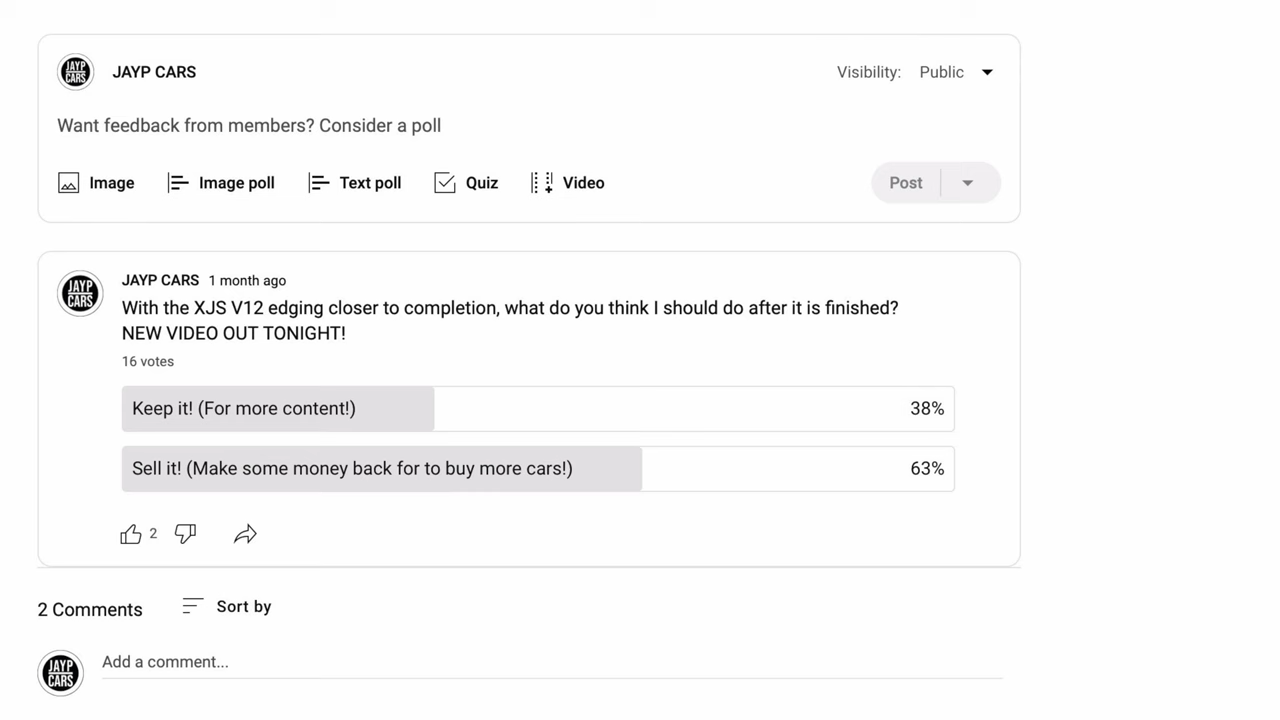 JAYP
CARS
JAYP CARS
Visibility: Public
Want feedback from members? Consider a poll
Image
Image poll
Text poll
Quiz
Video
Post
JAYP
CARS
JAYP CARS 1 month ago
With the XJS V12 edging closer to completion, what do you think I should do after it is finished?
NEW VIDEO OUT TONIGHT!
16 votes
Keep it! (For more content!) 38%
Sell it! (Make some money back for to buy more cars!) 63%
2
2 Comments
Sort by
JAYP
CARS
Add a comment...